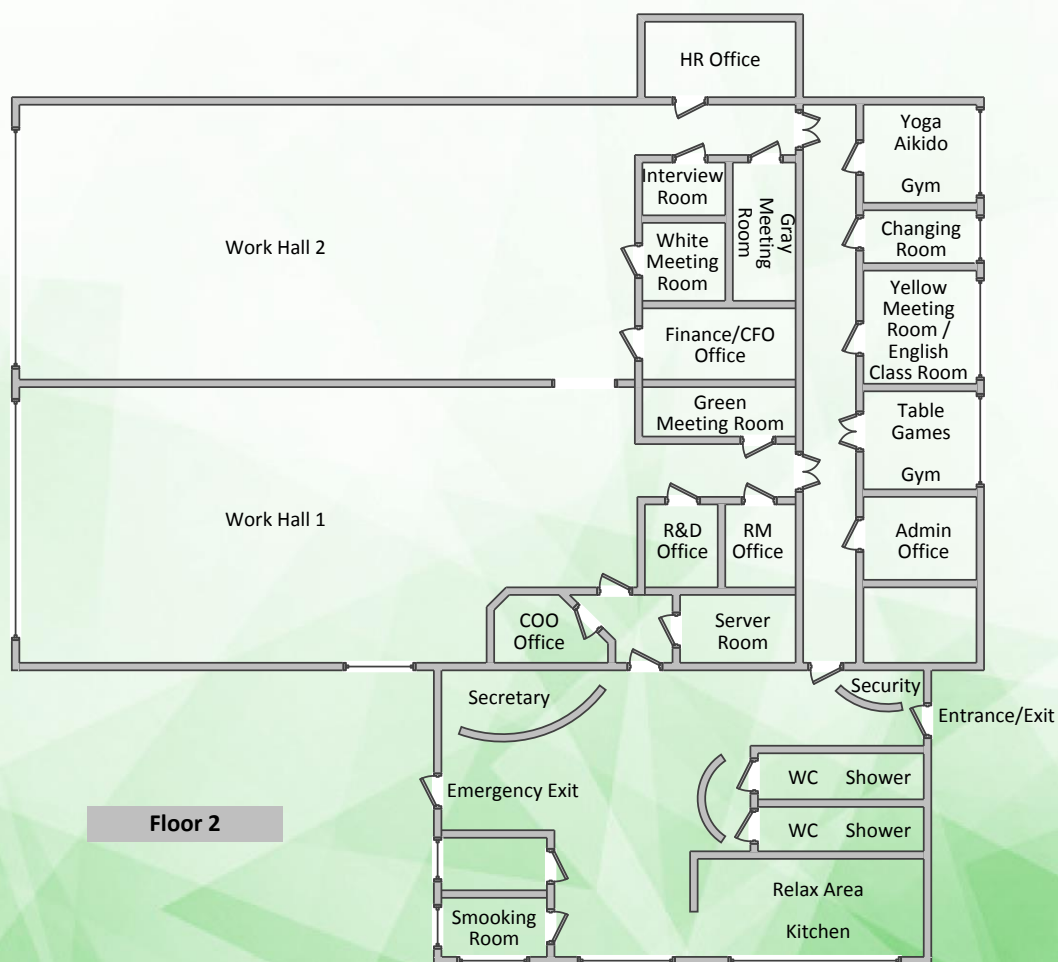 HR Office
Yoga
Aikido
Gym
Interview
Room
Gray
Meeting
Room
Changing
Room
Work Hall 2
White
Meeting
Room
Yellow
Meeting
Room /
English
Class Room
Finance/CFO
Office
Green
Meeting Room
Table
Games
Gym
Work Hall 1
R&D
Office
RM
Office
Admin
Office
COO
Office
Server
Room
Secretary
Security
Entrance/Exit
Emergency Exit
WC Shower
WC Shower
Floor 2
Relax Area
Kitchen
Smooking
Room